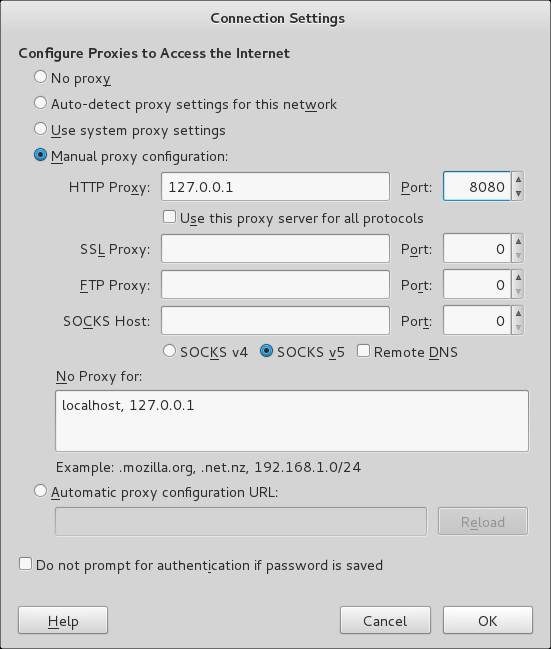 Connection Settings
Configure Proxies to Access the Internet
No proxy
Auto-detect proxy settings for this network
Use system proxy settings
Manual proxy configuration:
HTTP Proxy: 127.0.0.1 Port: 8080
Use this proxy server for all protocols
SSL Proxy: Port: 0
FTP Proxy: Port: 0
SOCKS Host: Port: 0
SOCKS v4 SOCKS v5 Remote DNS
No Proxy for:
localhost, 127.0.0.1
Example: .mozilla.org, .net.nz, 192.168.1.0/24
Automatic proxy configuration URL:
Reload
Do not prompt for authentication if password is saved
Help Cancel OK